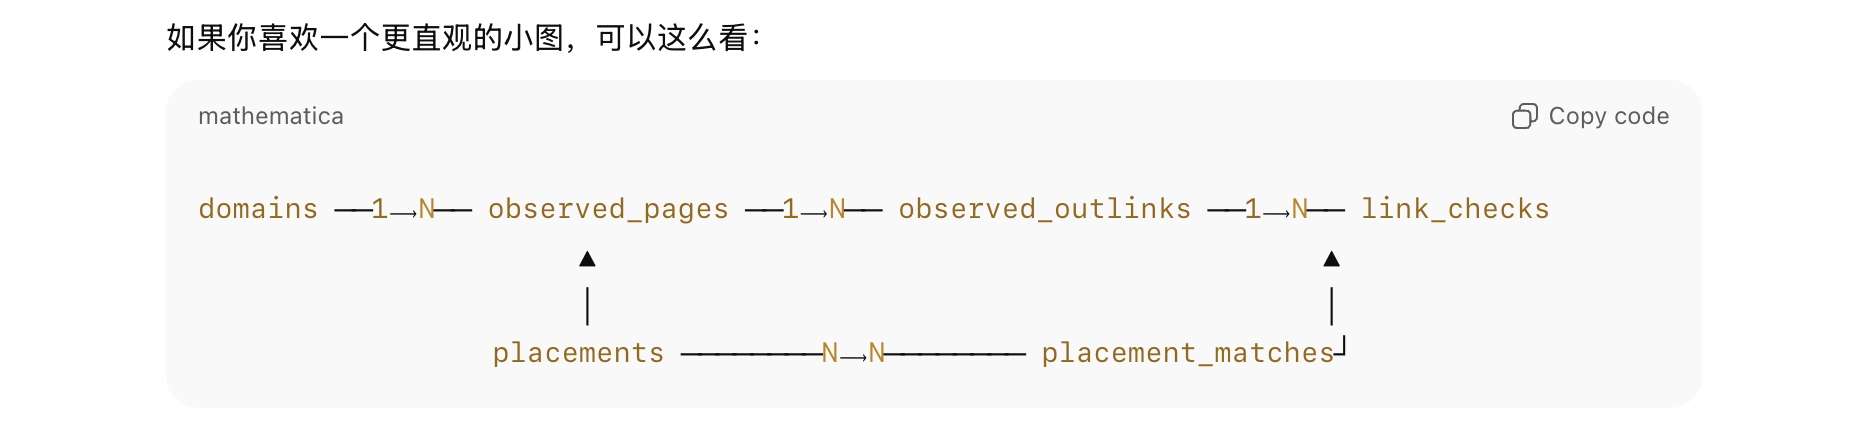 如果你喜欢一个更直观的小图，可以这么看：
mathematica
Copy code
domains ──1→N── observed_pages ──1→N── observed_outlinks ──1→N── link_checks
▲ ▲
│ │
placements ────────N→N──────── placement_matches┘